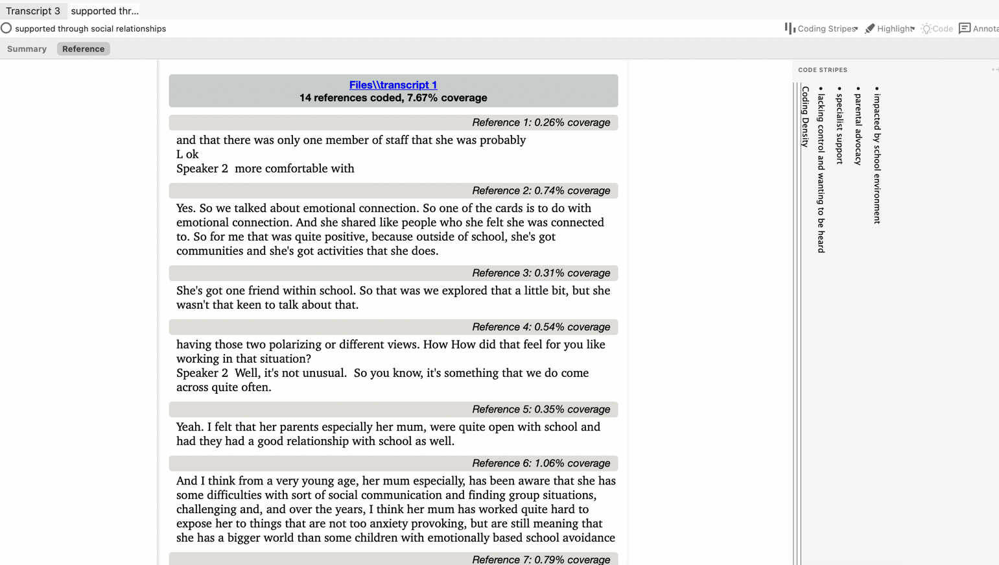 Transcript 3
supported thr...
supported through social relationships
Coding Stripes
Highlight
Code
Annota
Summary
Reference
Files\\transcript 1
14 references coded, 7.67% coverage
Reference 1: 0.26% coverage
and that there was only one member of staff that she was probably
L ok
Speaker 2  more comfortable with
Reference 2: 0.74% coverage
Yes. So we talked about emotional connection. So one of the cards is to do with
emotional connection. And she shared like people who she felt she was connected
to. So for me that was quite positive, because outside of school, she's got
communities and she's got activities that she does.
Reference 3: 0.31% coverage
She's got one friend within school. So that was we explored that a little bit, but she
wasn't that keen to talk about that.
Reference 4: 0.54% coverage
having those two polarizing or different views. How How did that feel for you like
working in that situation?
Speaker 2  Well, it's not unusual.  So you know, it's something that we do come
across quite often.
Reference 5: 0.35% coverage
Yeah. I felt that her parents especially her mum, were quite open with school and
had they had a good relationship with school as well.
Reference 6: 1.06% coverage
And I think from a very young age, her mum especially, has been aware that she has
some difficulties with sort of social communication and finding group situations,
challenging and, and over the years, I think her mum has worked quite hard to
expose her to things that are not too anxiety provoking, but are still meaning that
she has a bigger world than some children with emotionally based school avoidance
Reference 7: 0.79% coverage
CODE STRIPES
Coding Density
• lacking control and wanting to be heard
• specialist support
• parental advocacy
• impacted by school environment